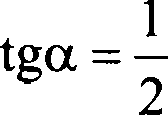 tgα = 1/2